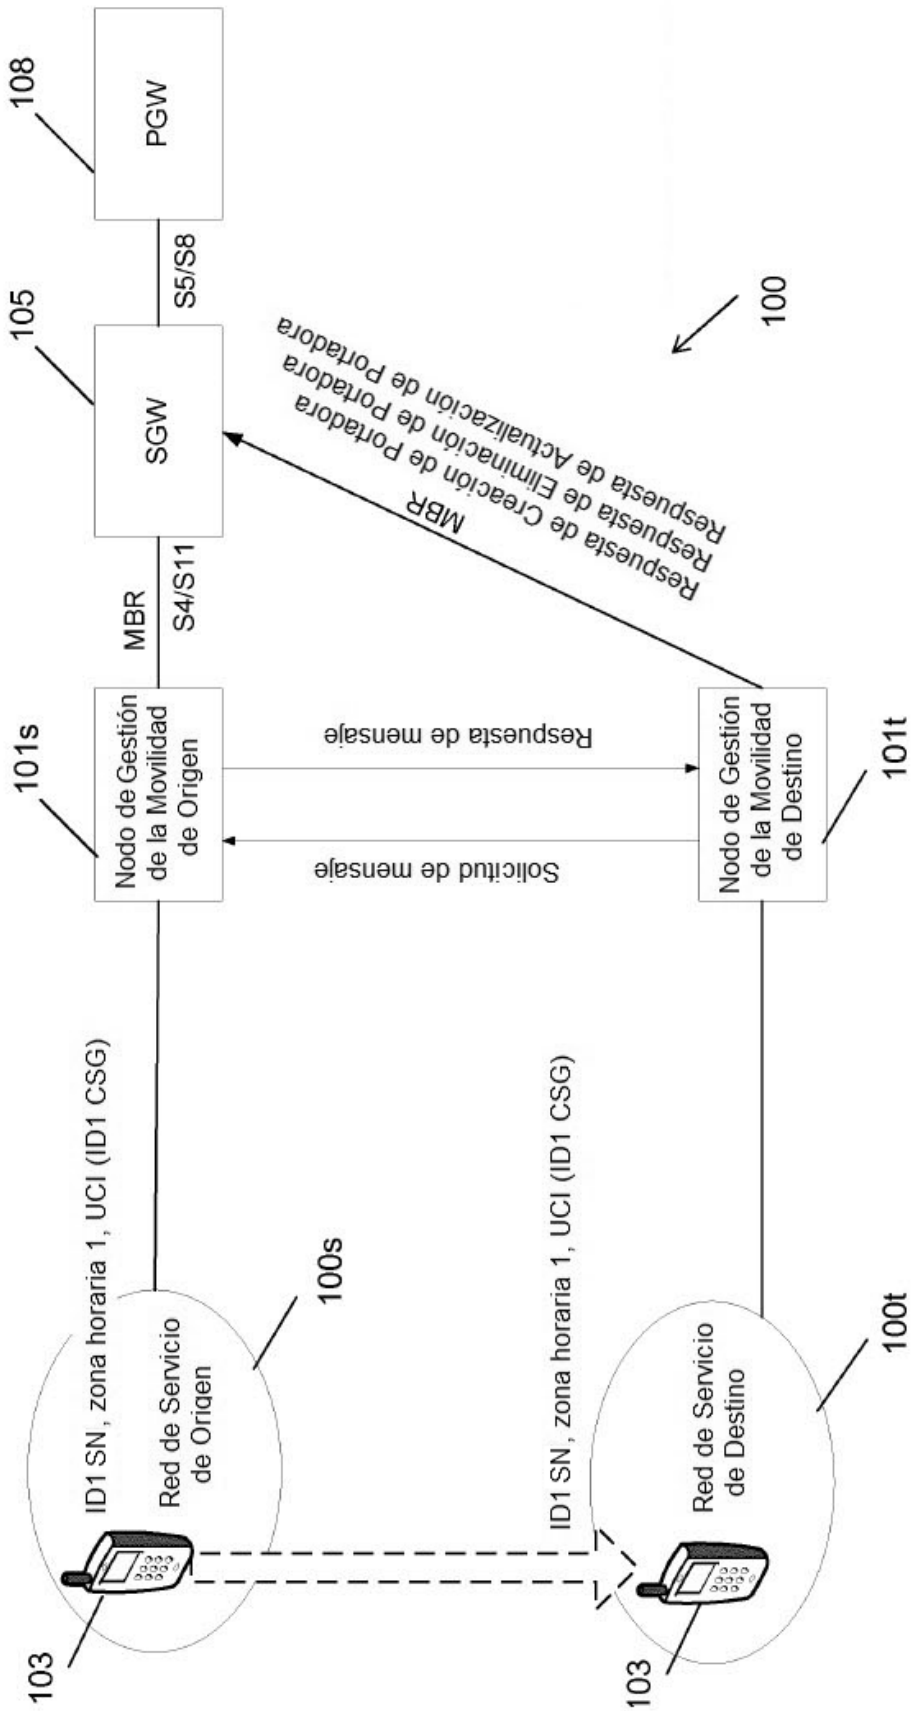 103
ID1 SN, zona horaria 1, UCI (ID1 CSG)
Red de Servicio
de Origen
100s
101s
Nodo de Gestión
de la Movilidad
de Origen
MBR
S4/S11
105
SGW
S5/S8
108
PGW
Solicitud de mensaje
Respuesta de mensaje
MBR
Respuesta de Creación de Portadora
Respuesta de Eliminación de Portadora
Respuesta de Actualización de Portadora
100
103
ID1 SN, zona horaria 1, UCI (ID1 CSG)
Red de Servicio
de Destino
100t
Nodo de Gestión
de la Movilidad
de Destino
101t